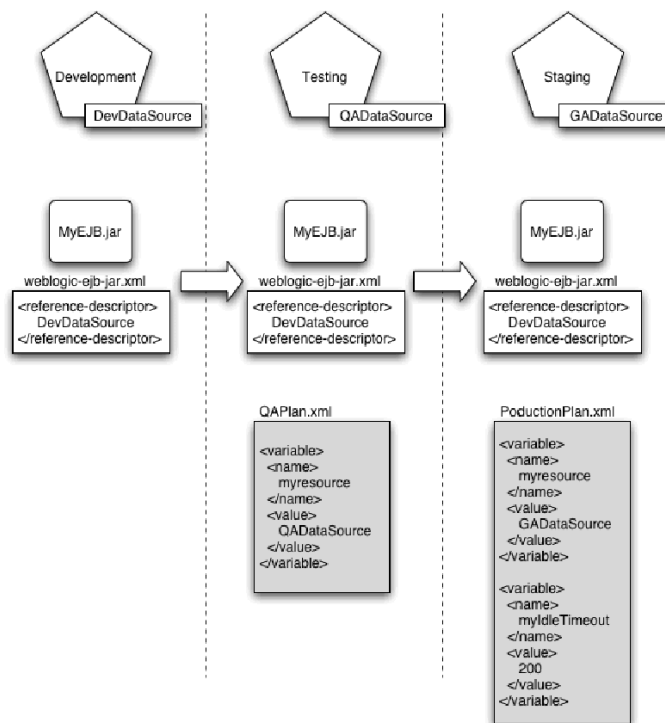 Development
DevDataSource
Testing
QADataSource
Staging
GADataSource
MyEJB.jar
weblogic-ejb-jar.xml
<reference-descriptor>
DevDataSource
</reference-descriptor>
MyEJB.jar
weblogic-ejb-jar.xml
<reference-descriptor>
DevDataSource
</reference-descriptor>
MyEJB.jar
weblogic-ejb-jar.xml
<reference-descriptor>
DevDataSource
</reference-descriptor>
QAPlan.xml
<variable>
<name>
myresource
</name>
<value>
QADataSource
</value>
</variable>
PoductionPlan.xml
<variable>
<name>
myresource
</name>
<value>
GADataSource
</value>
</variable>
<variable>
<name>
myIdleTimeout
</name>
<value>
200
</value>
</variable>